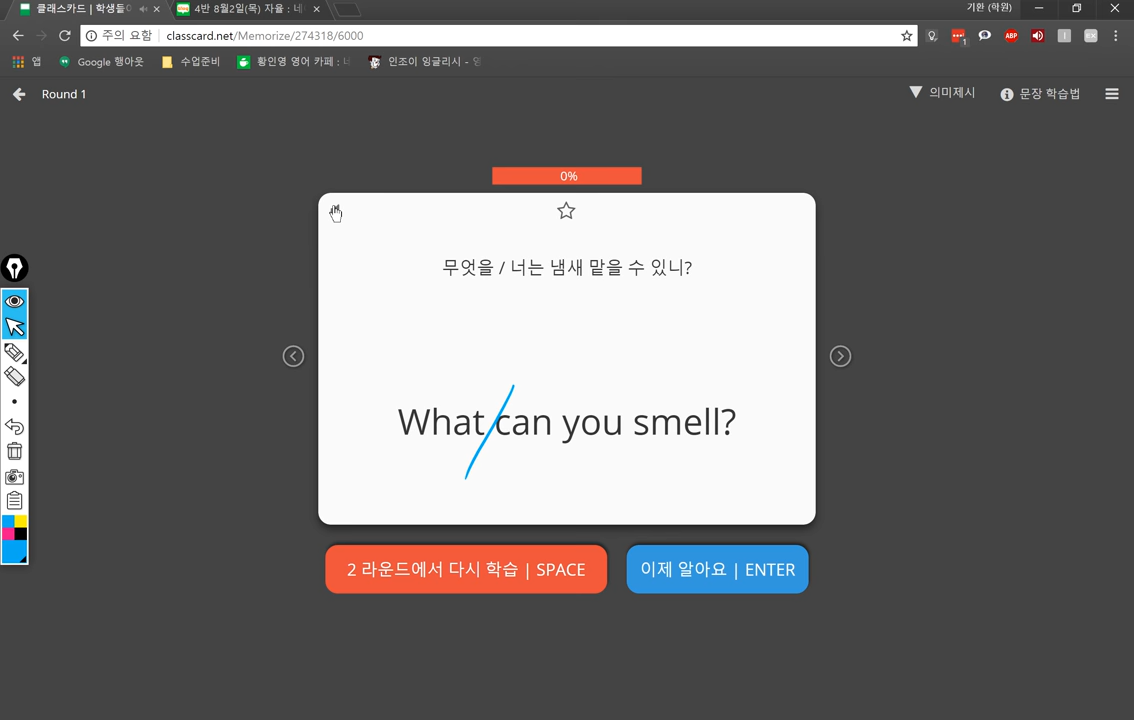 클래스카드 | 학생들이
4반 8월2일(목) 자율 : 네
기환 (학원)
주의 요함
classcard.net/Memorize/274318/6000
1
ABP
앱
Google 행아웃
수업준비
황인영 영어 카페 : 네
인조이 잉글리시 -
Round 1
의미제시
문장 학습법
0%
무엇을 / 너는 냄새 맡을 수 있니?
What can you smell?
2 라운드에서 다시 학습 | SPACE
이제 알아요 | ENTER